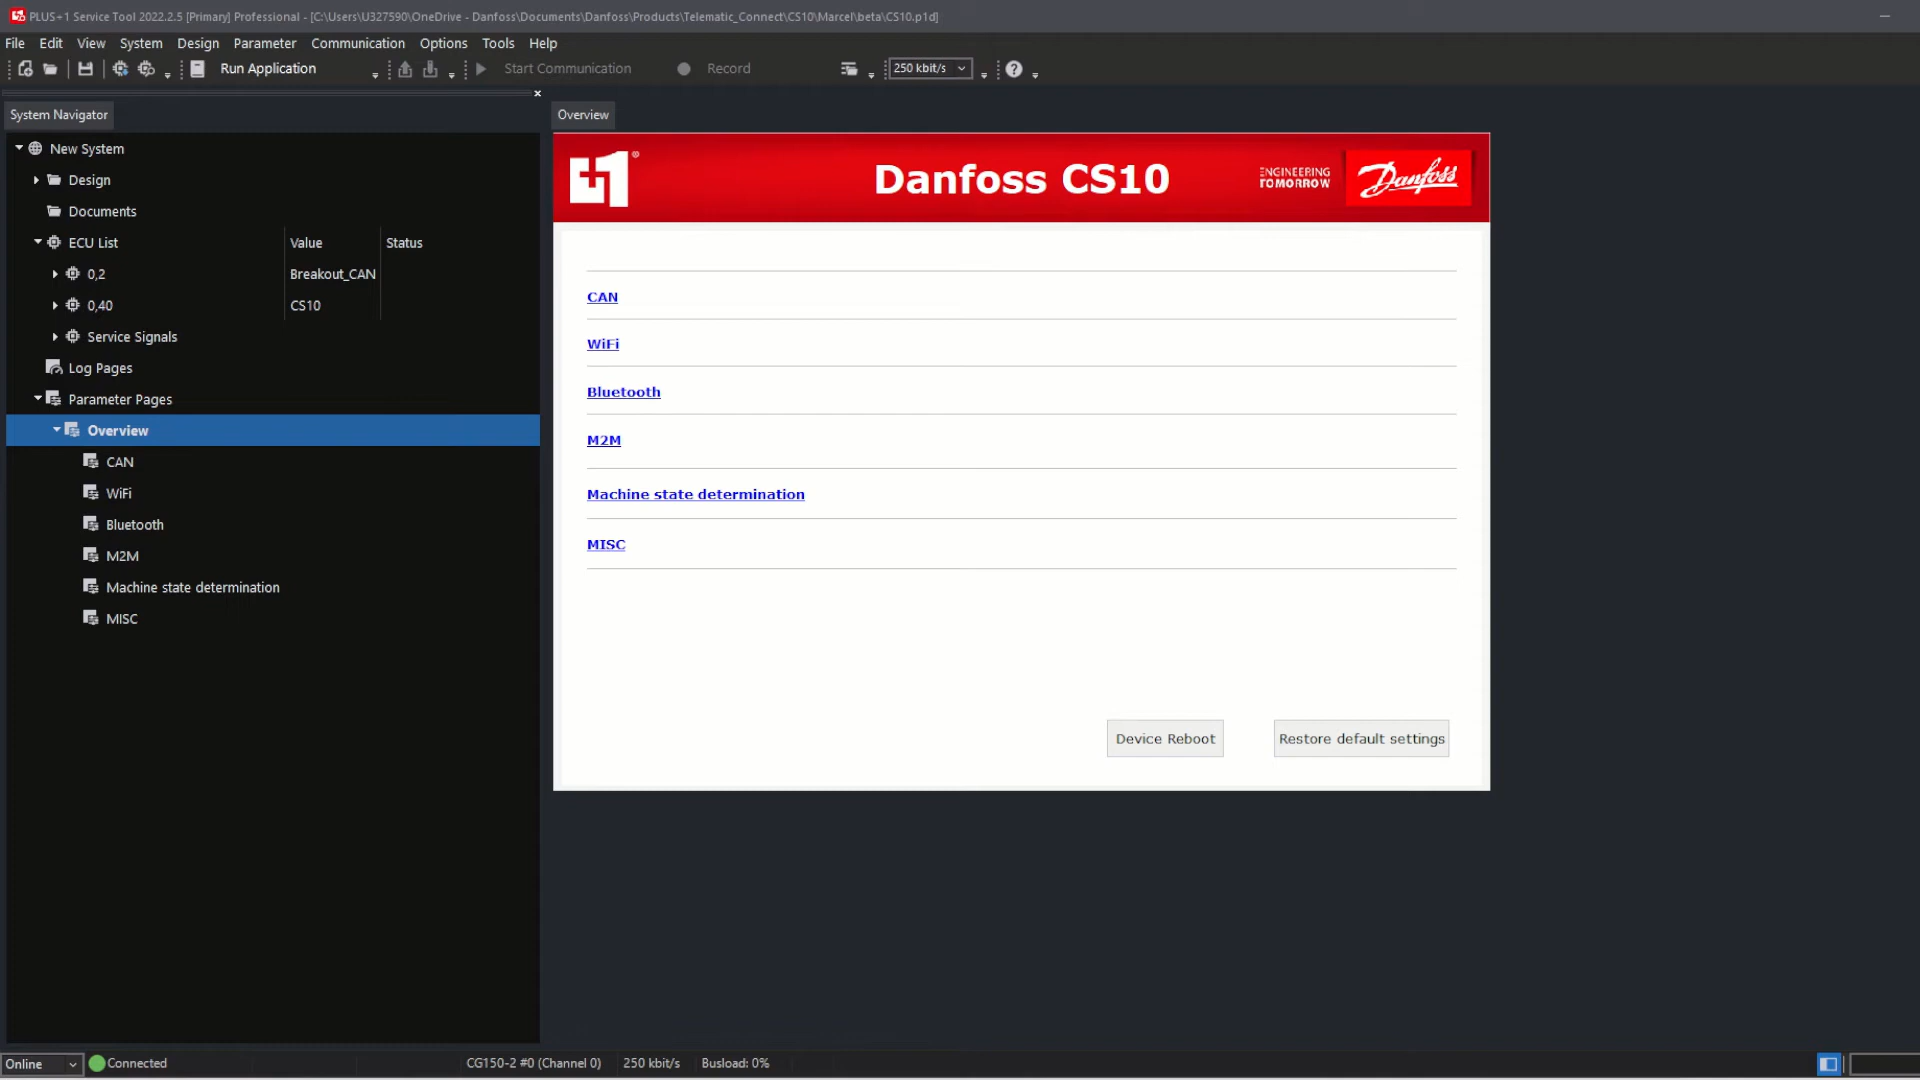 PLUS+1 Service Tool 2022.2.5 [Primary] Professional - [C:\Users\U327590\OneDrive - Danfoss\Documents\Danfoss\Products\Telematic_Connect\CS10\Marcel\beta\CS10.p1d]
File Edit View System Design Parameter Communication Options Tools Help
Run Application Start Communication Record 250 kbit/s
System Navigator
New System
Design
Documents
ECU List Value Status
0,2 Breakout_CAN
0,40 CS10
Service Signals
Log Pages
Parameter Pages
Overview
CAN
WiFi
Bluetooth
M2M
Machine state determination
MISC
Overview
Danfoss CS10
ENGINEERING
TOMORROW
Danfoss
CAN
WiFi
Bluetooth
M2M
Machine state determination
MISC
Device Reboot Restore default settings
Online Connected CG150-2 #0 (Channel 0) 250 kbit/s Busload: 0%